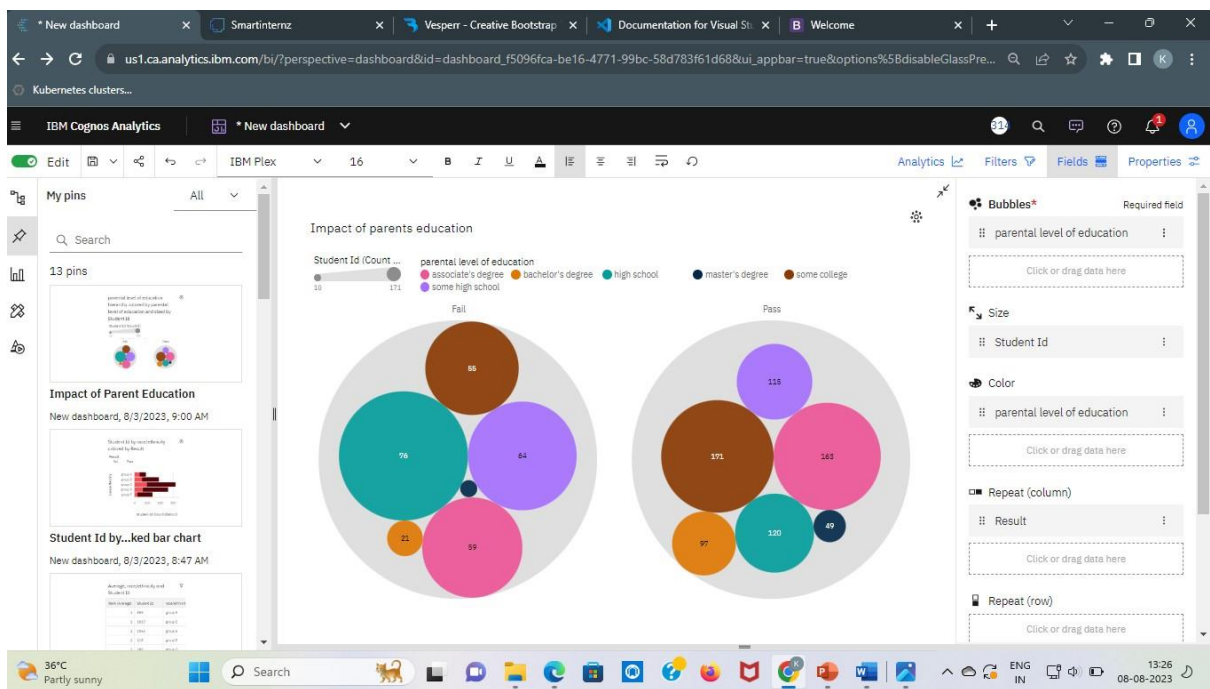 * New dashboard
Smartinternz
Vesperr - Creative Bootstrap
Documentation for Visual Stu
B Welcome
us1.ca.analytics.ibm.com/bi/?perspective=dashboard&id=dashboard_f5096fca-be16-4771-99bc-58d783f61d68&ui_appbar=true&options%5BdisableGlassPre...
K
Kubernetes clusters...
IBM Cognos Analytics
* New dashboard
314
1
Edit
IBM Plex
16
B I U A
Analytics
Filters
Fields
Properties
My pins
All
Search
13 pins
Impact of Parent Education
New dashboard, 8/3/2023, 9:00 AM
Student Id by...ked bar chart
New dashboard, 8/3/2023, 8:47 AM
Impact of parents education
Student Id (Count ...
18 171
parental level of education
associate's degree bachelor's degree high school master's degree some college
some high school
Fail
55
76
64
21
59
Pass
115
171
163
120
49
97
Bubbles*
Required field
parental level of education
Click or drag data here
Size
Student Id
Color
parental level of education
Click or drag data here
Repeat (column)
Result
Click or drag data here
Repeat (row)
Click or drag data here
36°C
Partly sunny
Search
ENG
IN
13:26
08-08-2023